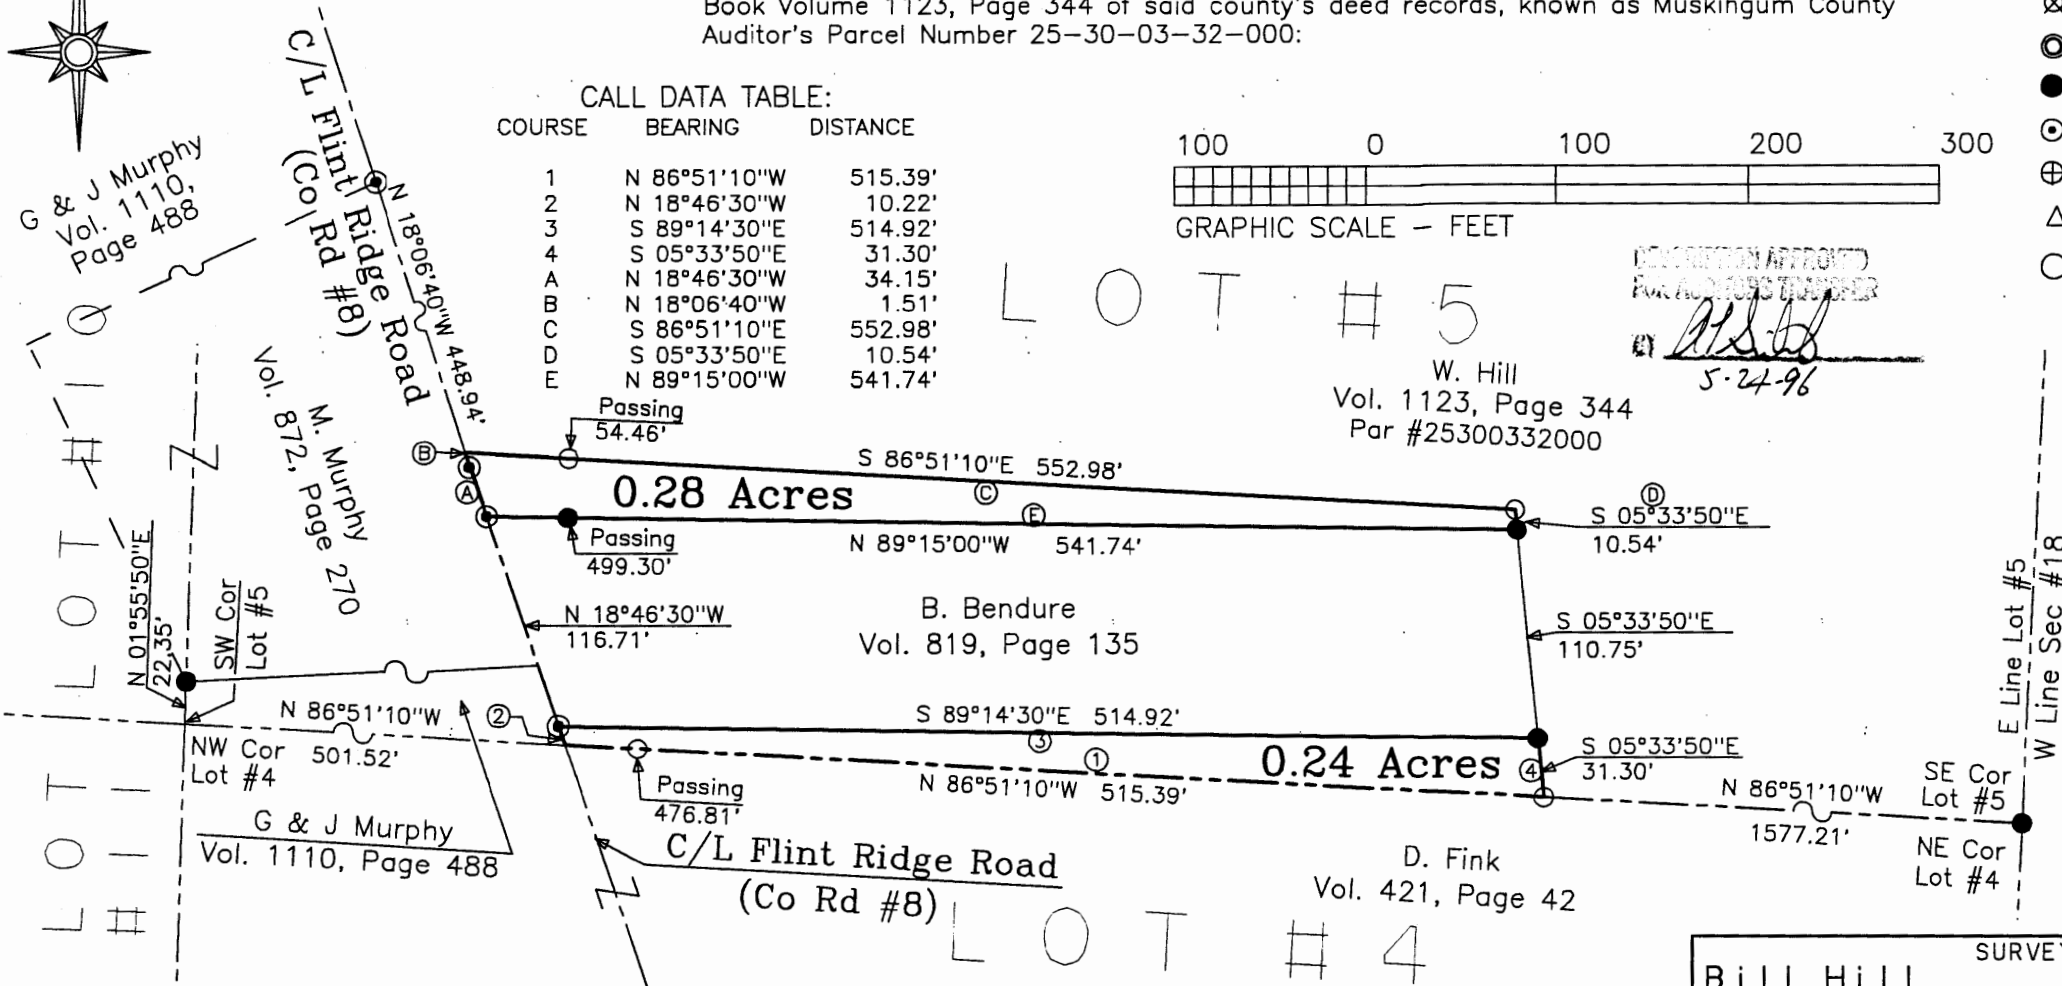 Book Volume 1123, Page 344 of said county's deed records, known as Muskingum County
Auditor's Parcel Number 25-30-03-32-000:
CALL DATA TABLE:
COURSE BEARING DISTANCE
1 N 86°51'10"W 515.39'
2 N 18°46'30"W 10.22'
3 S 89°14'30"E 514.92'
4 S 05°33'50"E 31.30'
A N 18°46'30"W 34.15'
B N 18°06'40"W 1.51'
C S 86°51'10"E 552.98'
D S 05°33'50"E 10.54'
E N 89°15'00"W 541.74'
100 0 100 200 300
GRAPHIC SCALE - FEET
C/L Flint Ridge Road
(Co Rd #8)
N 18°06'40"W 448.94'
G & J Murphy
Vol. 1110,
Page 488
LOT #10
M. Murphy
Vol. 872, Page 270
LOT #5
DESCRIPTION APPROVED
FOR AUDITORS TRANSFER
BY
5-24-96
W. Hill
Vol. 1123, Page 344
Par #25300332000
Passing
54.46'
B
A
S 86°51'10"E 552.98'
0.28 Acres
C
D
E
S 05°33'50"E
10.54'
N 89°15'00"W 541.74'
Passing
499.30'
N 18°46'30"W
116.71'
B. Bendure
Vol. 819, Page 135
S 05°33'50"E
110.75'
N 01°55'50"E
22.35'
SW Cor
Lot #5
N 86°51'10"W
501.52'
2
NW Cor
Lot #4
S 89°14'30"E 514.92'
3
1
0.24 Acres
4
S 05°33'50"E
31.30'
N 86°51'10"W 515.39'
Passing
476.81'
N 86°51'10"W
1577.21'
SE Cor
Lot #5
NE Cor
Lot #4
E Line Lot #5
W Line Sec #18
G & J Murphy
Vol. 1110, Page 488
C/L Flint Ridge Road
(Co Rd #8)
D. Fink
Vol. 421, Page 42
LOT #11
LOT #4
SURVEY
Bill Hill